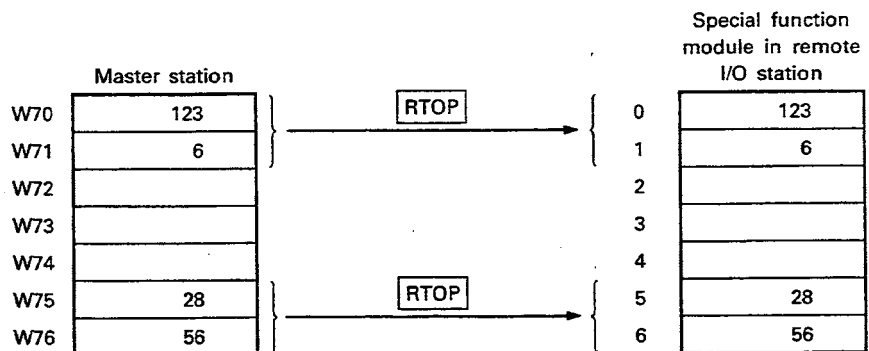 Special function
module in remote
I/O station
Master station
W70 123 RTOP 0 123
W71 6 1 6
W72 2
W73 3
W74 4
W75 28 RTOP 5 28
W76 56 6 56